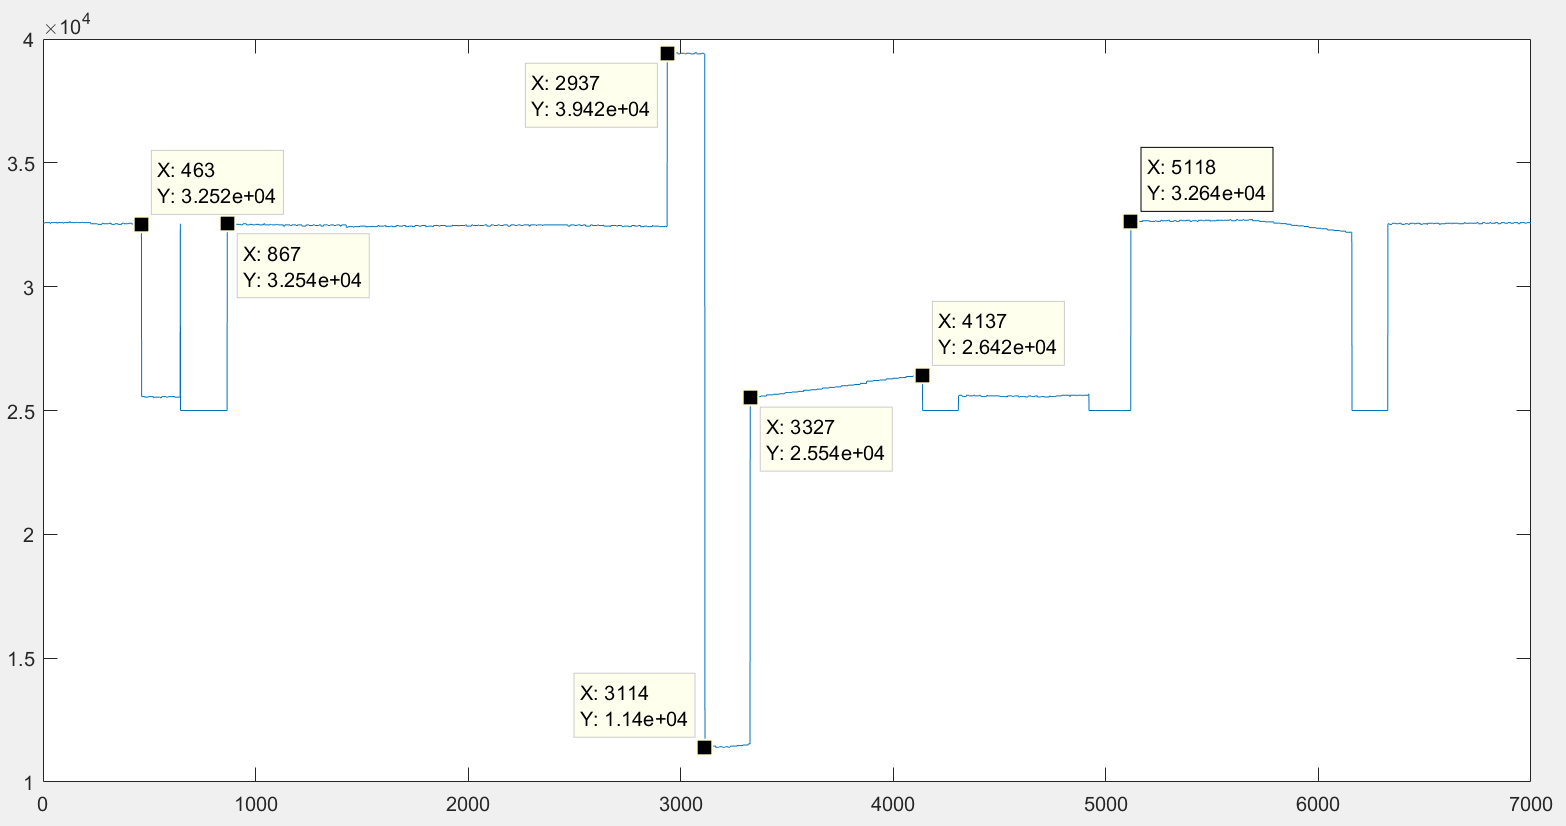 ×10^4
4
3.5
3
2.5
2
1.5
1
0
1000
2000
3000
4000
5000
6000
7000
X: 463
Y: 3.252e+04
X: 867
Y: 3.254e+04
X: 2937
Y: 3.942e+04
X: 3114
Y: 1.14e+04
X: 3327
Y: 2.554e+04
X: 4137
Y: 2.642e+04
X: 5118
Y: 3.264e+04